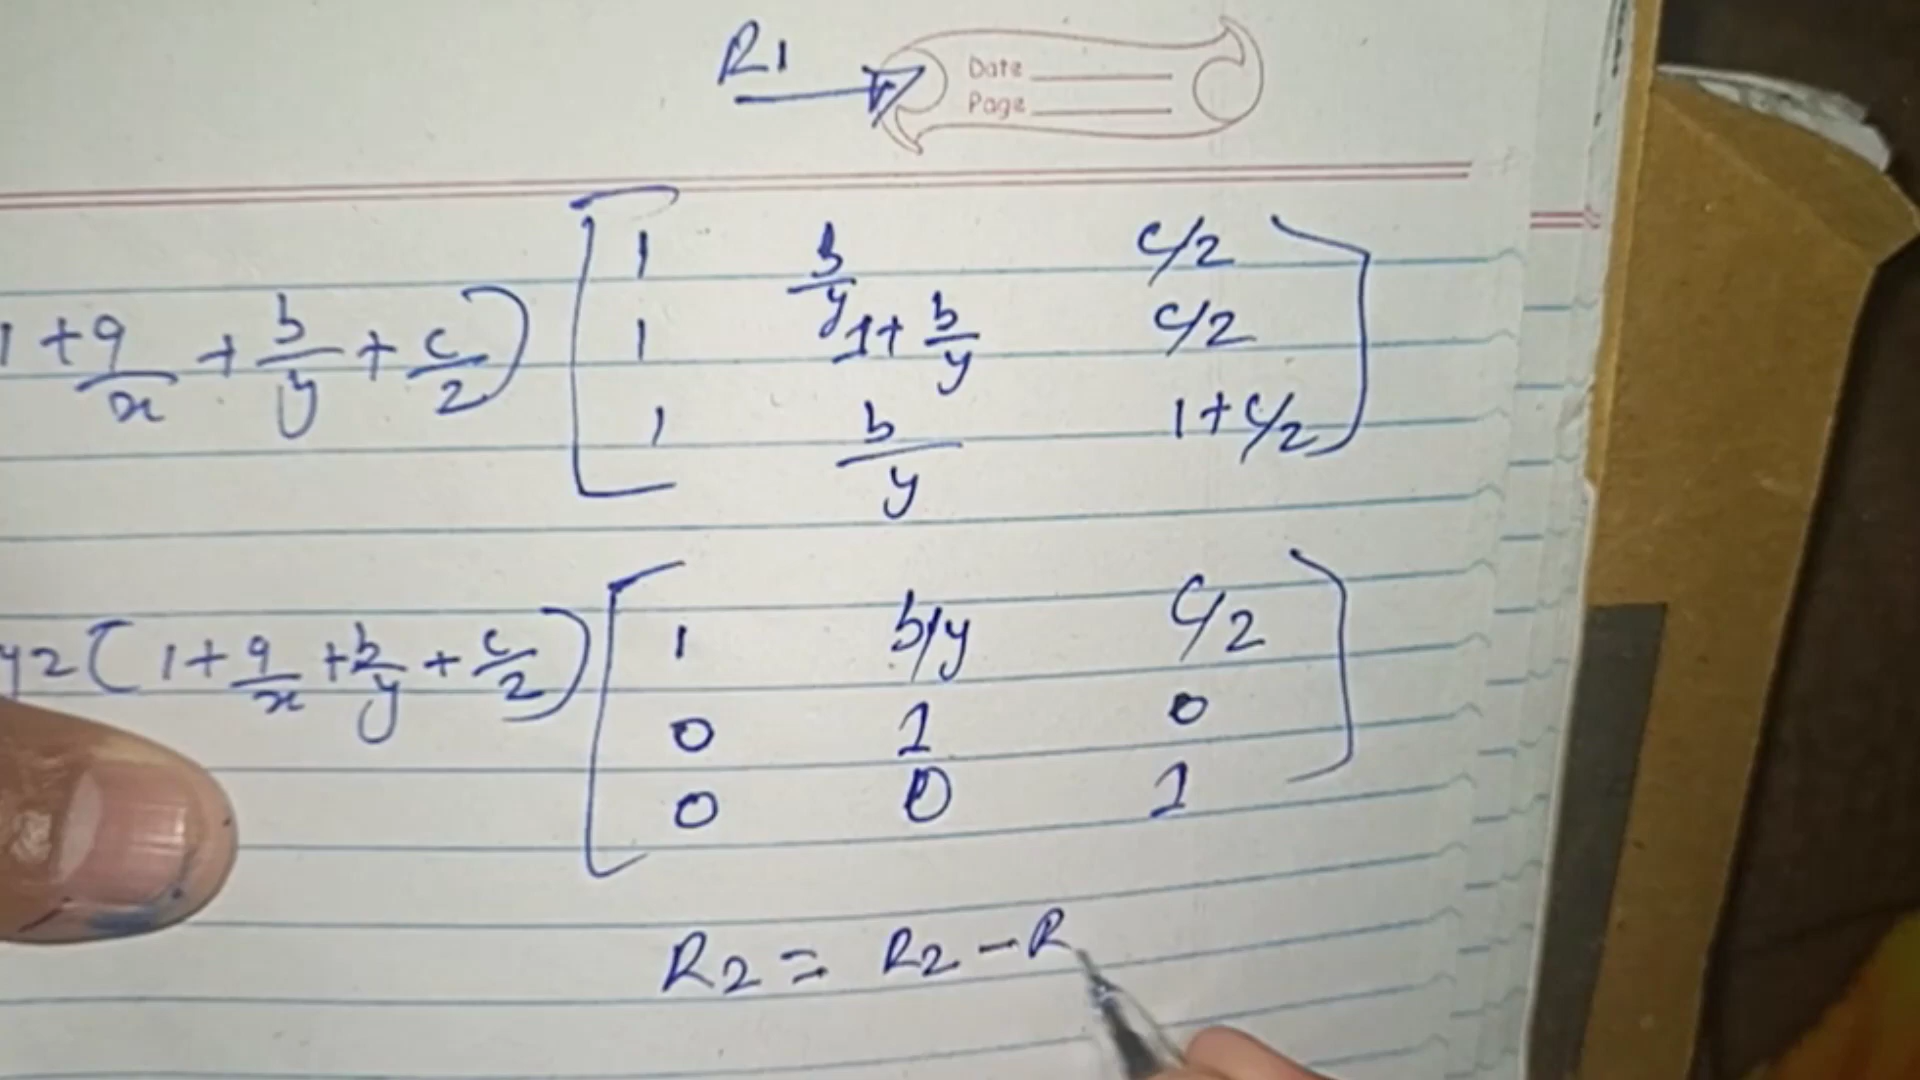 R1
Date
Page
1 + a/x + b/y + c/z) [ 1 b/y c/z
1 1+ b/y c/z
1 b/y 1+c/z ]
yz ( 1 + a/x + b/y + c/z ) [ 1 b/y c/z
0 1 0
0 0 1 ]
R2 = R2 - R